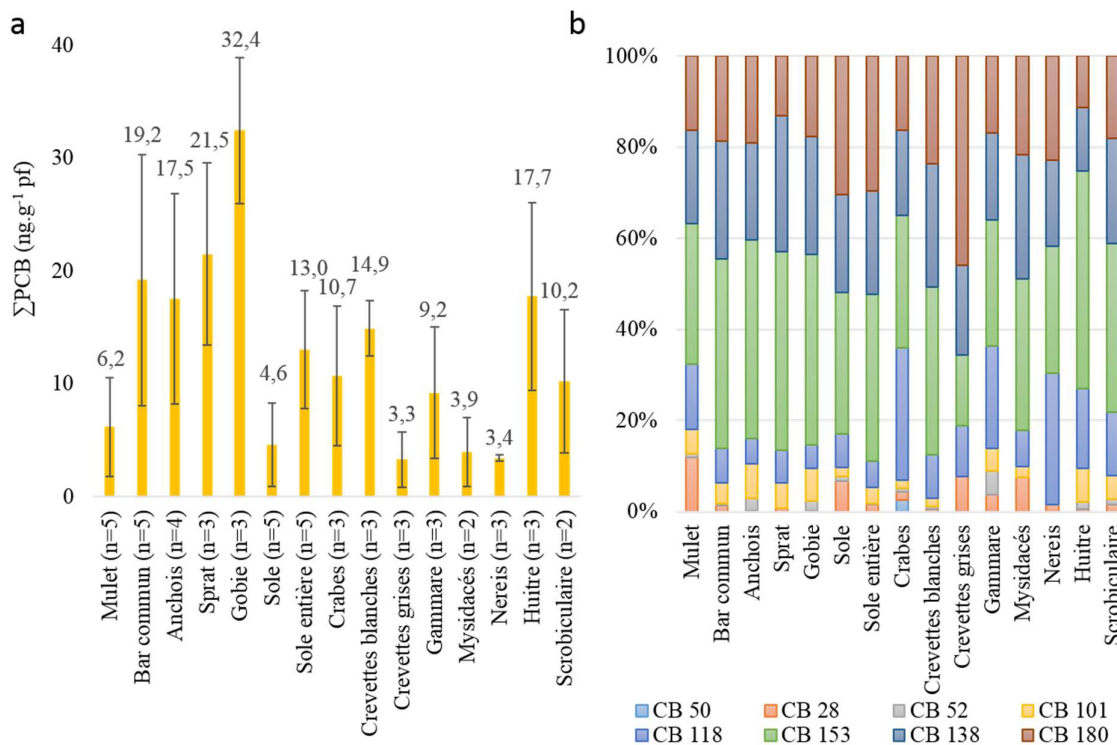 a
∑PCB (ng.g⁻¹ pf)
40
30
20
10
0
6,2
19,2
17,5
21,5
32,4
4,6
13,0
10,7
14,9
3,3
9,2
3,9
3,4
17,7
10,2
Mulet (n=5)
Bar commun (n=5)
Anchois (n=4)
Sprat (n=3)
Gobie (n=3)
Sole (n=5)
Sole entière (n=5)
Crabes (n=3)
Crevettes blanches (n=3)
Crevettes grises (n=3)
Gammare (n=3)
Mysidacés (n=2)
Nereis (n=3)
Huitre (n=3)
Scrobiculaire (n=2)
b
100%
80%
60%
40%
20%
0%
Mulet
Bar commun
Anchois
Sprat
Gobie
Sole
Sole entière
Crabes
Crevettes blanches
Crevettes grises
Gammare
Mysidacés
Nereis
Huitre
Scrobiculaire
CB 50 CB 28 CB 52 CB 101
CB 118 CB 153 CB 138 CB 180